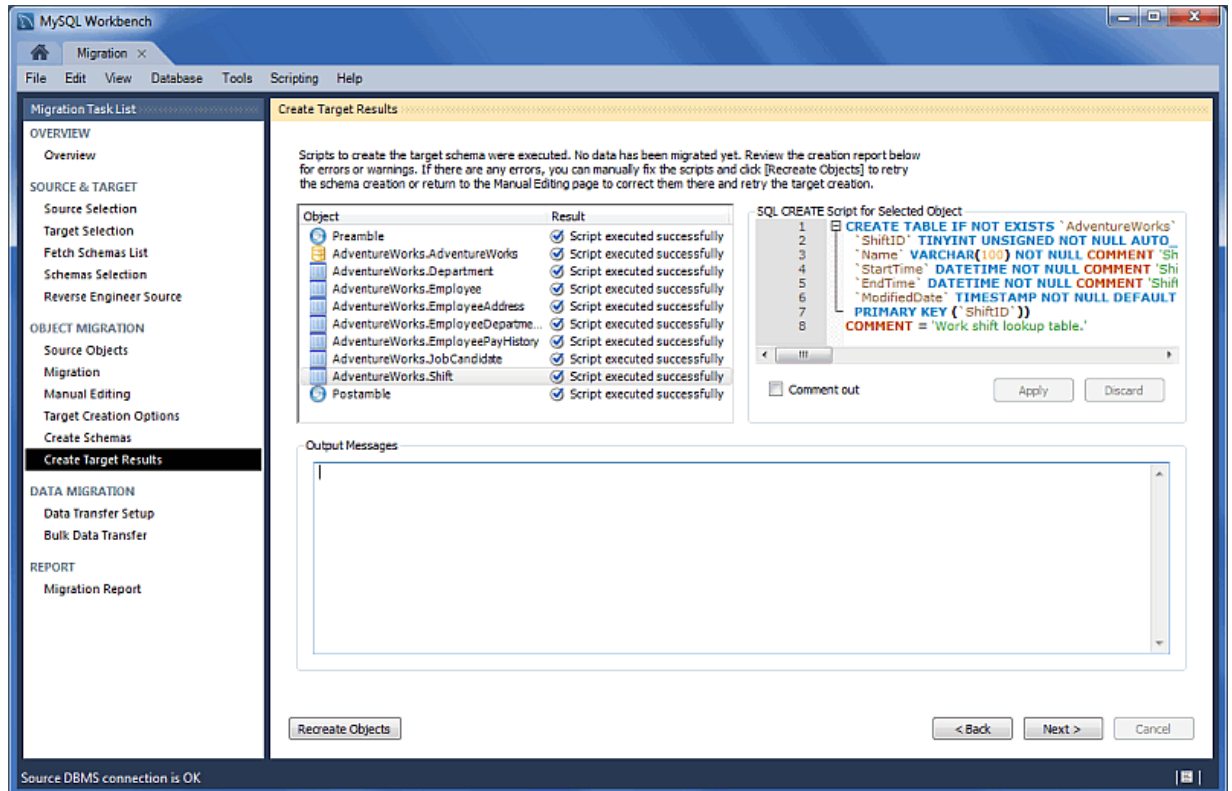 MySQL Workbench
Migration
File Edit View Database Tools Scripting Help
Migration Task List
OVERVIEW
Overview
SOURCE & TARGET
Source Selection
Target Selection
Fetch Schemas List
Schemas Selection
Reverse Engineer Source
OBJECT MIGRATION
Source Objects
Migration
Manual Editing
Target Creation Options
Create Schemas
Create Target Results
DATA MIGRATION
Data Transfer Setup
Bulk Data Transfer
REPORT
Migration Report
Create Target Results
Scripts to create the target schema were executed. No data has been migrated yet. Review the creation report below
for errors or warnings. If there are any errors, you can manually fix the scripts and click [Recreate Objects] to retry
the schema creation or return to the Manual Editing page to correct them there and retry the target creation.
Object Result
Preamble Script executed successfully
AdventureWorks.AdventureWorks Script executed successfully
AdventureWorks.Department Script executed successfully
AdventureWorks.Employee Script executed successfully
AdventureWorks.EmployeeAddress Script executed successfully
AdventureWorks.EmployeeDepartme... Script executed successfully
AdventureWorks.EmployeePayHistory Script executed successfully
AdventureWorks.JobCandidate Script executed successfully
AdventureWorks.Shift Script executed successfully
Postamble Script executed successfully
SQL CREATE Script for Selected Object
1 CREATE TABLE IF NOT EXISTS `AdventureWorks`
2 `ShiftID` TINYINT UNSIGNED NOT NULL AUTO_
3 `Name` VARCHAR(100) NOT NULL COMMENT 'Sh
4 `StartTime` DATETIME NOT NULL COMMENT 'Shi
5 `EndTime` DATETIME NOT NULL COMMENT 'Shift
6 `ModifiedDate` TIMESTAMP NOT NULL DEFAULT
7 PRIMARY KEY (`ShiftID`))
8 COMMENT = 'Work shift lookup table.'
Comment out Apply Discard
Output Messages
Recreate Objects < Back Next > Cancel
Source DBMS connection is OK